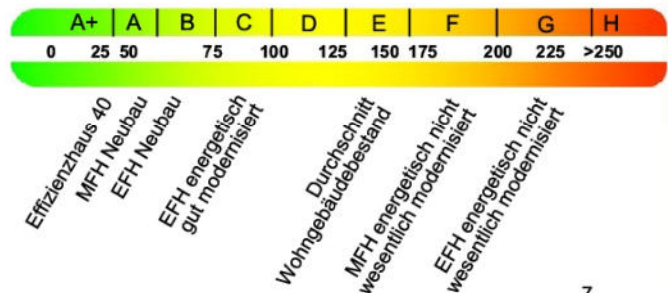 A+ A B C D E F G H
0 25 50 75 100 125 150 175 200 225 >250
Effizienzhaus 40
MFH Neubau
EFH Neubau
EFH energetisch
gut modernisiert
Durchschnitt
Wohngebäudebestand
MFH energetisch nicht
wesentlich modernisiert
EFH energetisch nicht
wesentlich modernisiert
7